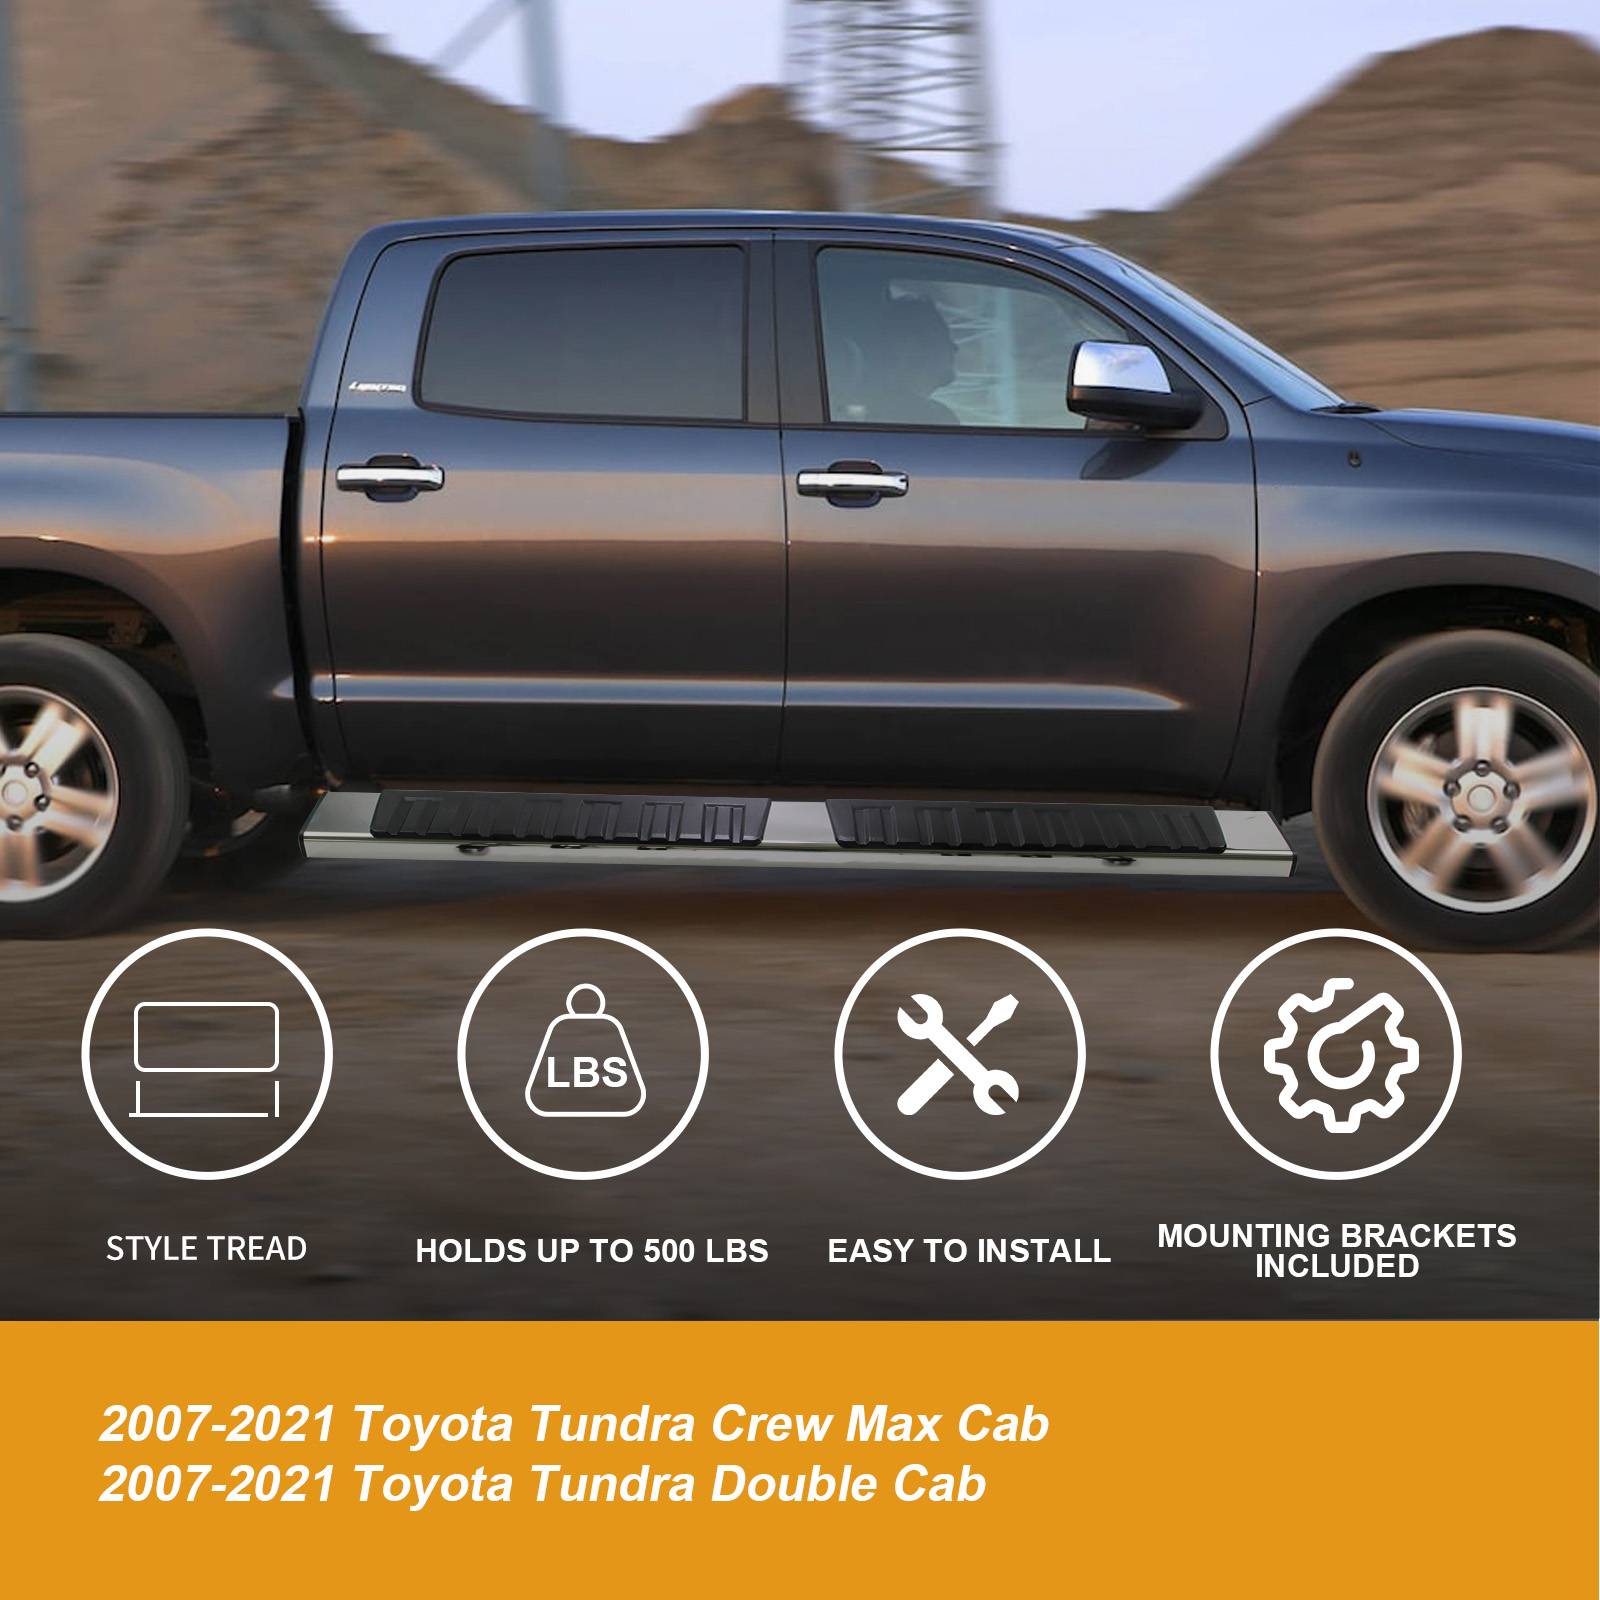 LIMITED
LBS
STYLE TREAD
HOLDS UP TO 500 LBS
EASY TO INSTALL
MOUNTING BRACKETS
INCLUDED
2007-2021 Toyota Tundra Crew Max Cab
2007-2021 Toyota Tundra Double Cab